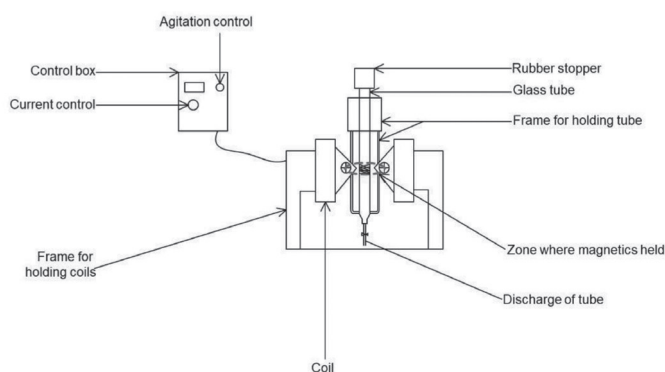 Agitation control
Control box
Current control
Rubber stopper
Glass tube
Frame for holding tube
Frame for
holding coils
Zone where magnetics held
Discharge of tube
Coil